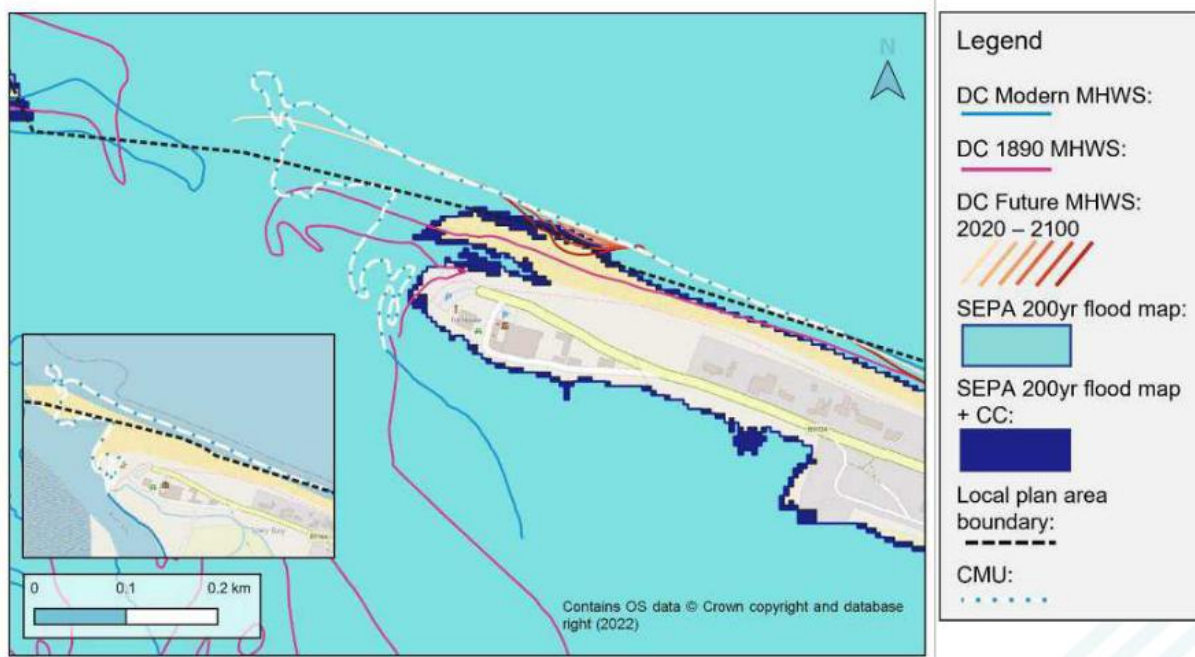 N
0
0.1
0.2 km
Contains OS data © Crown copyright and database
right (2022)
Legend
DC Modern MHWS:
DC 1890 MHWS:
DC Future MHWS:
2020 – 2100
SEPA 200yr flood map:
SEPA 200yr flood map
+ CC:
Local plan area
boundary:
CMU:
P
P
Spey Bay